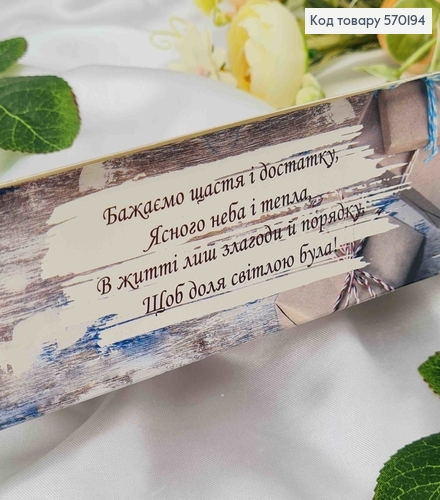 Код товару 570194
Бажаємо щастя і достатку,
Ясного неба і тепла,
В житті лиш злагоди й порядку,
Щоб доля світлою була!